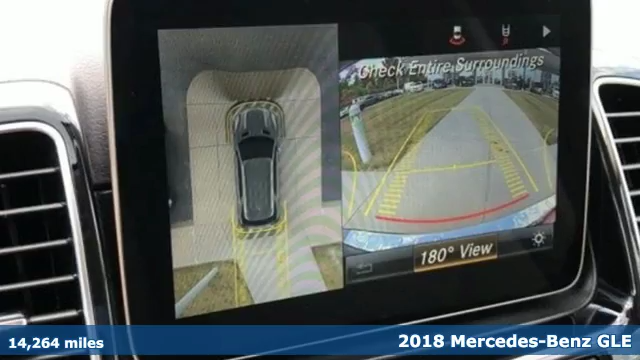 Check Entire Surroundings
180° View
14,264 miles
2018 Mercedes-Benz GLE